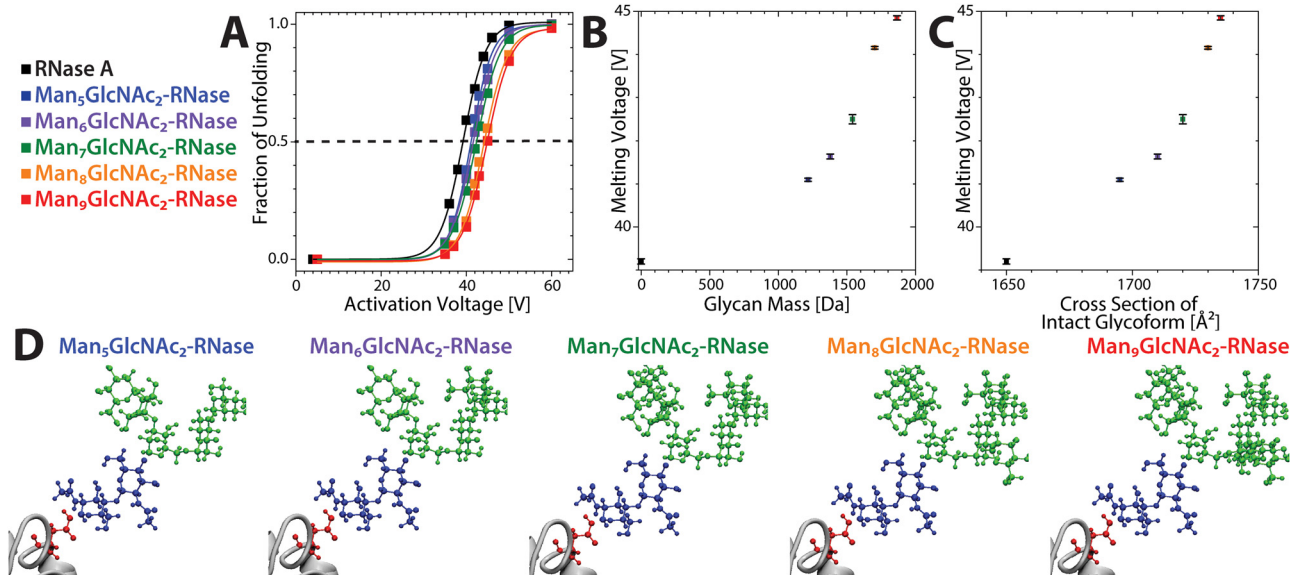 A
B
C
RNase A
Man₅GlcNAc₂-RNase
Man₆GlcNAc₂-RNase
Man₇GlcNAc₂-RNase
Man₈GlcNAc₂-RNase
Man₉GlcNAc₂-RNase
Fraction of Unfolding
1.0
0.5
0.0
0 20 40 60
Activation Voltage [V]
Melting Voltage [V]
45
40
0 500 1000 1500 2000
Glycan Mass [Da]
Melting Voltage [V]
45
40
1650 1700 1750
Cross Section of
Intact Glycoform [Å²]
D
Man₅GlcNAc₂-RNase
Man₆GlcNAc₂-RNase
Man₇GlcNAc₂-RNase
Man₈GlcNAc₂-RNase
Man₉GlcNAc₂-RNase